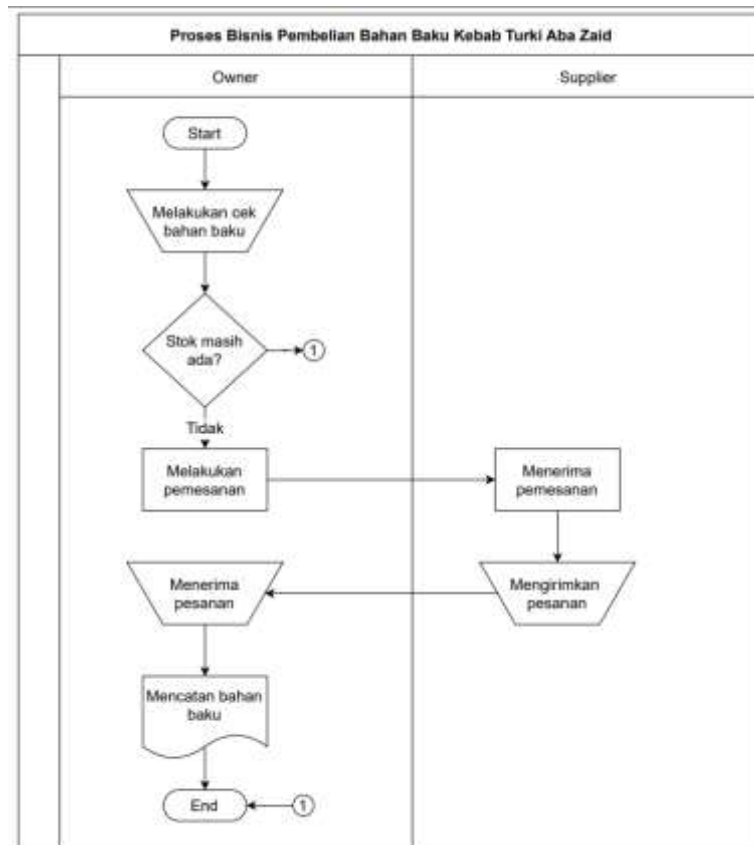 Proses Bisnis Pembelian Bahan Baku Kebab Turki Aba Zaid
Owner
Supplier
Start
Melakukan cek
bahan baku
Stok masih
ada?
1
Tidak
Melakukan
pemesanan
Menerima
pemesanan
Menerima
pesanan
Mengirimkan
pesanan
Mencatan bahan
baku
End
1